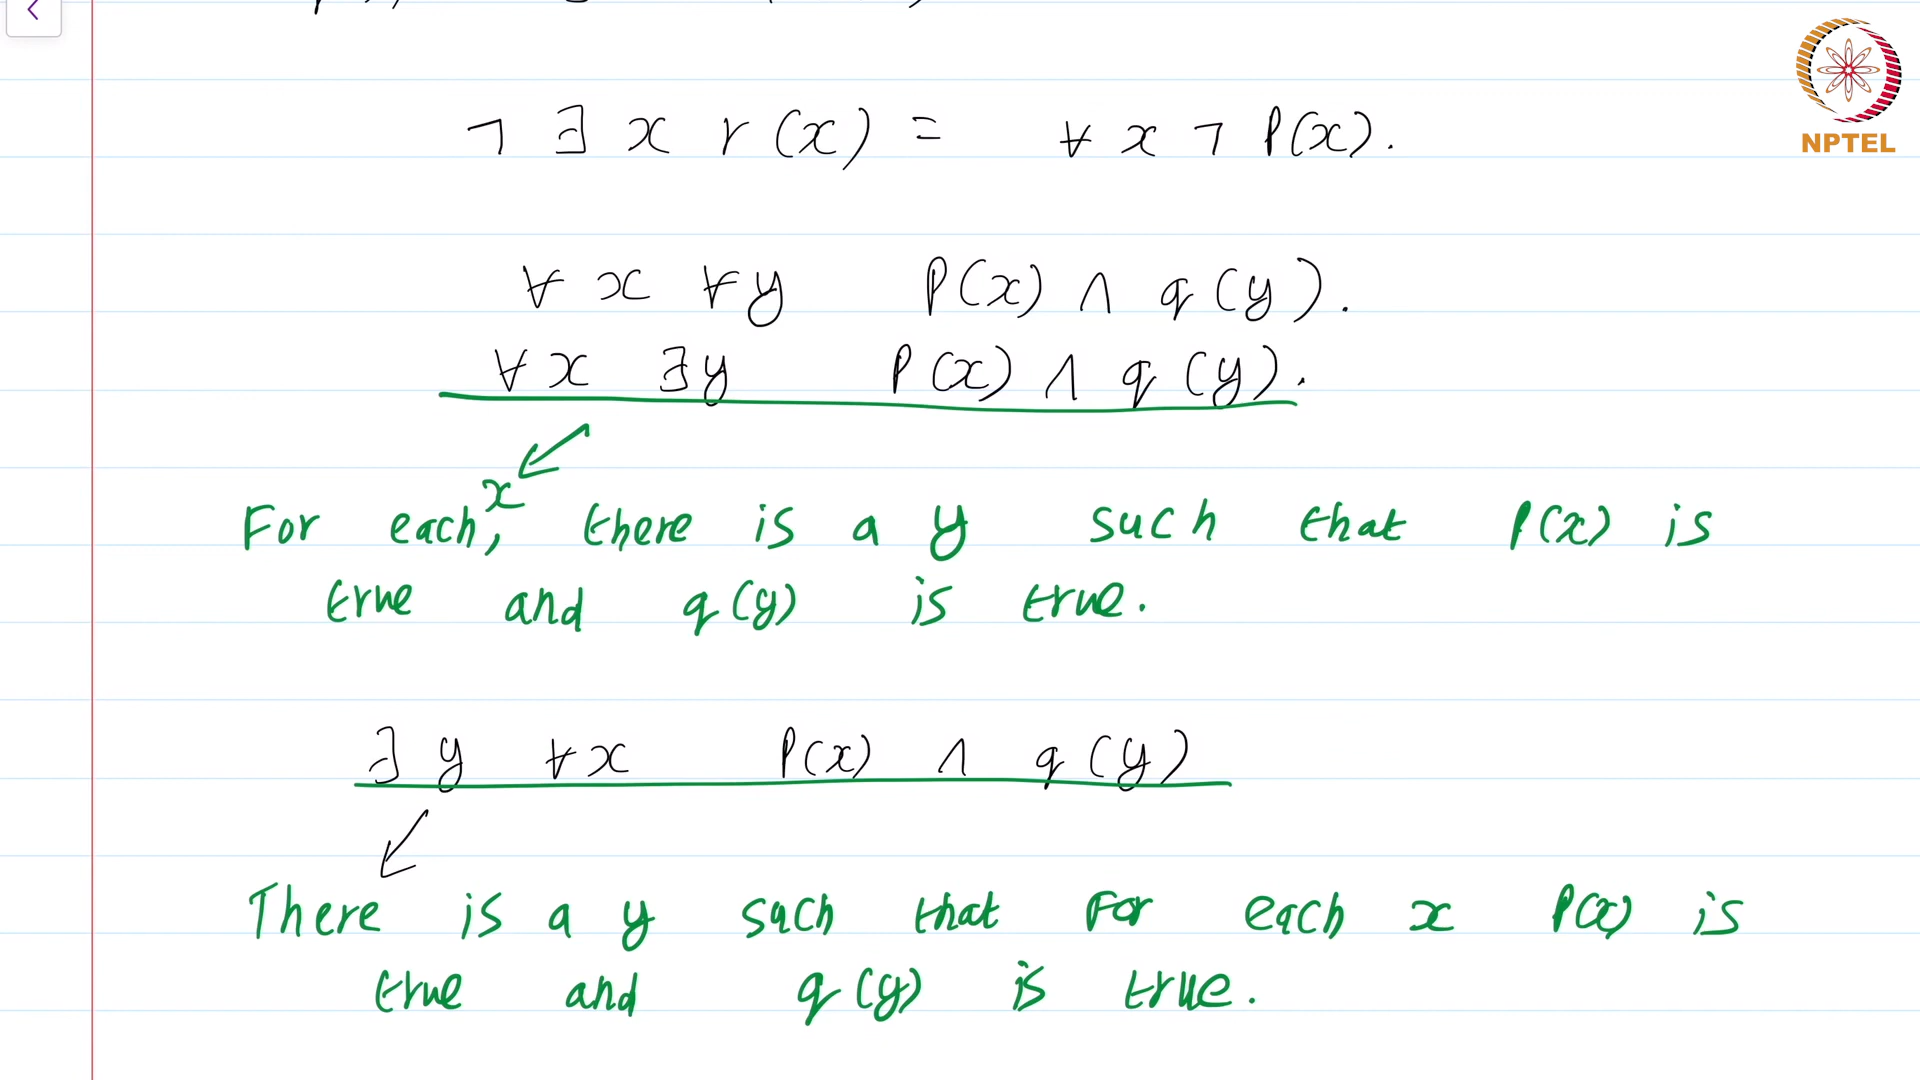 ¬ ∃ x r(x) = ∀ x ¬ P(x).
NPTEL
∀ x ∀y P(x) ∧ q(y).
∀ x ∃y P(x) ∧ q(y).
For each x, there is a y such that P(x) is
true and q(y) is true.
∃ y ∀x P(x) ∧ q(y)
There is a y such that For each x P(x) is
true and q(y) is true.